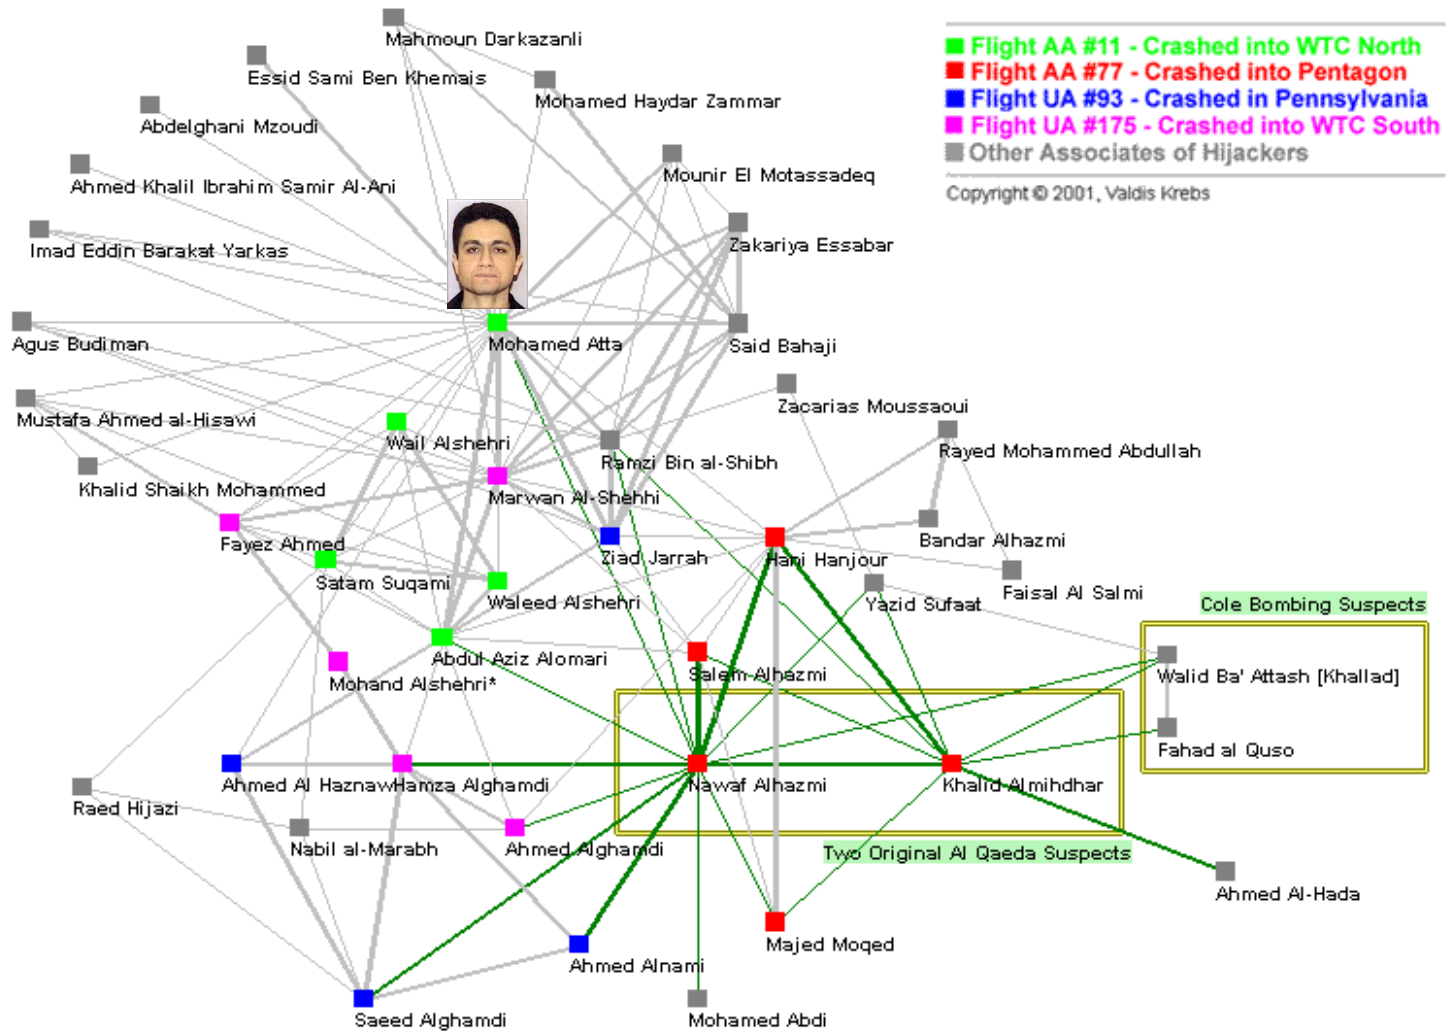 Mahmoun Darkazanli
Flight AA #11 - Crashed into WTC North
Essid Sami Ben Khemais
Flight AA #77 - Crashed into Pentagon
Mohamed Haydar Zammar
Flight UA #93 - Crashed in Pennsylvania
Abdelghani Mzoudi
Flight UA #175 - Crashed into WTC South
Other Associates of Hijackers
Mounir El Motassadeq
Ahmed Khalil Ibrahim Samir Al-Ani
Copyright © 2001, Valdis Krebs
Zakariya Essabar
Imad Eddin Barakat Yarkas
Agus Budiman
Mohamed Atta
Said Bahaji
Zacarias Moussaoui
Mustafa Ahmed al-Hisawi
Wail Alshehri
Rayed Mohammed Abdullah
Ramzi Bin al-Shibh
Khalid Shaikh Mohammed
Marwan Al-Shehhi
Bandar Alhazmi
Fayez Ahmed
Ziad Jarrah
Hani Hanjour
Satam Suqami
Faisal Al Salmi
Waleed Alshehri
Yazid Sufaat
Cole Bombing Suspects
Abdul Aziz Alomari
Salem Alhazmi
Walid Ba' Attash [Khallad]
Mohand Alshehri*
Fahad al Quso
Ahmed Al Haznawi
Hamza Alghamdi
Nawaf Alhazmi
Khalid Almihdhar
Raed Hijazi
Nabil al-Marabh
Ahmed Alghamdi
Two Original Al Qaeda Suspects
Ahmed Al-Hada
Majed Moqed
Ahmed Alnami
Saeed Alghamdi
Mohamed Abdi